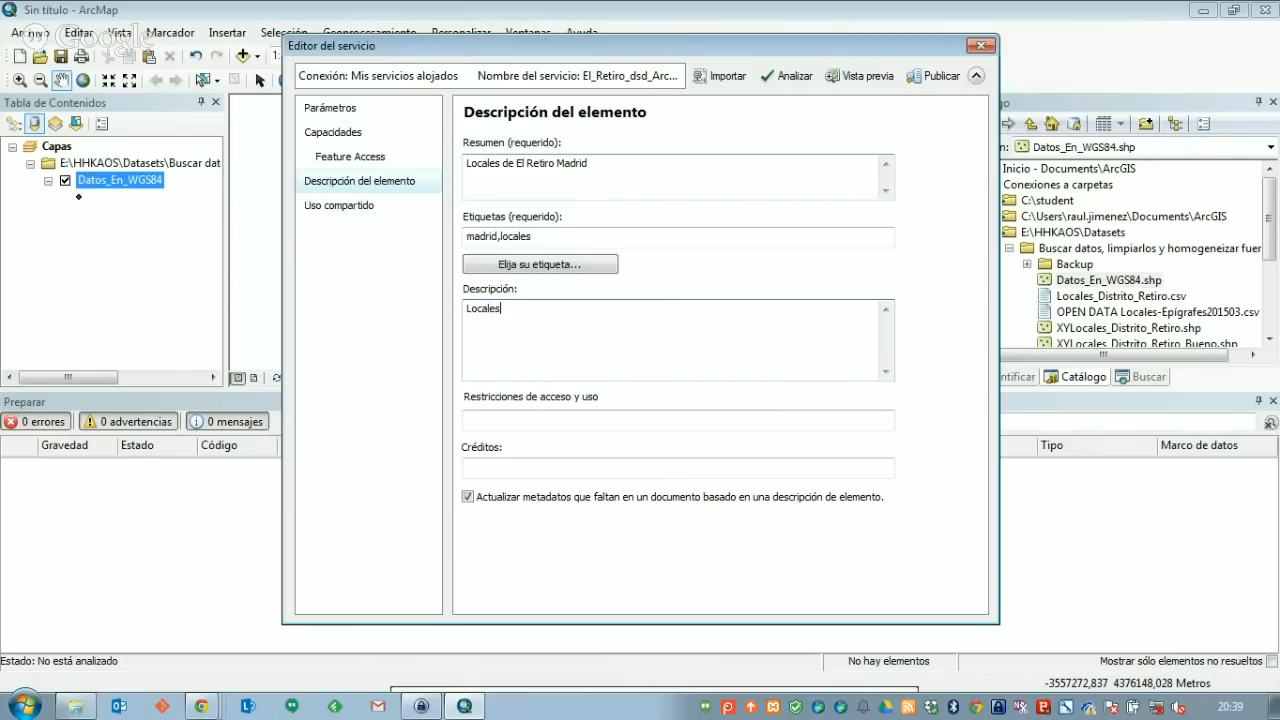 Sin título - ArcMap
Editar Vista Marcador Insertar
Google
Editor del servicio
Conexión: Mis servicios alojados Nombre del servicio: El_Retiro_dsd_Arc... Importar Analizar Vista previa Publicar
Tabla de Contenidos
Capas
E:\HHKAOS\Datasets\Buscar dat
Datos_En_WGS84
Parámetros
Capacidades
Feature Access
Descripción del elemento
Uso compartido
Descripción del elemento
Resumen (requerido):
Locales de El Retiro Madrid
Etiquetas (requerido):
madrid,locales
Elija su etiqueta...
Descripción:
Locales
Restricciones de acceso y uso
Créditos:
Actualizar metadatos que faltan en un documento basado en una descripción de elemento.
Datos_En_WGS84.shp
Inicio - Documents\ArcGIS
Conexiones a carpetas
C:\student
C:\Users\raul.jimenez\Documents\ArcGIS
E:\HHKAOS\Datasets
Buscar datos, limpiarlos y homogeneizar fuer
Backup
Datos_En_WGS84.shp
Locales_Distrito_Retiro.csv
OPEN DATA Locales-Epigrafes201503.csv
XYLocales_Distrito_Retiro.shp
XYLocales_Distrito_Retiro_Bueno.shp
ntificar Catálogo Buscar
Preparar
0 errores 0 advertencias 0 mensajes
Gravedad Estado Código Tipo Marco de datos
Estado: No está analizado No hay elementos Mostrar sólo elementos no resueltos
-3557272,837 4376148,028 Metros
20:39